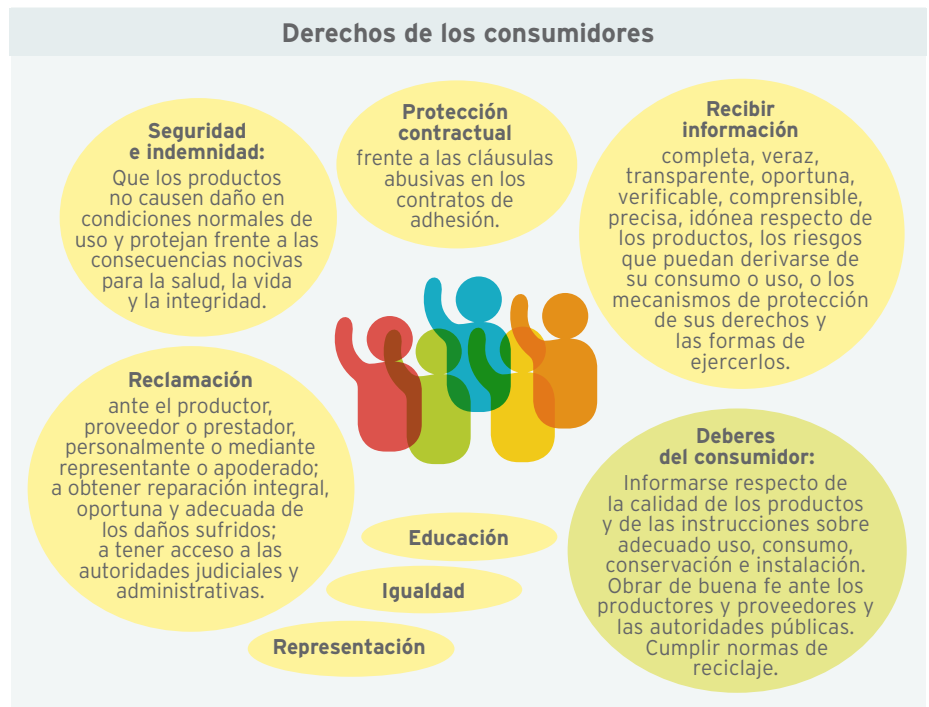 Derechos de los consumidores
Seguridad
e indemnidad:
Que los productos
no causen daño en
condiciones normales de
uso y protejan frente a las
consecuencias nocivas
para la salud, la vida
y la integridad.
Protección
contractual
frente a las cláusulas
abusivas en los
contratos de
adhesión.
Recibir
información
completa, veraz,
transparente, oportuna,
verificable, comprensible,
precisa, idónea respecto de
los productos, los riesgos
que puedan derivarse de
su consumo o uso, o los
mecanismos de protección
de sus derechos y
las formas de
ejercerlos.
Reclamación
ante el productor,
proveedor o prestador,
personalmente o mediante
representante o apoderado;
a obtener reparación integral,
oportuna y adecuada de
los daños sufridos;
a tener acceso a las
autoridades judiciales y
administrativas.
Educación
Igualdad
Representación
Deberes
del consumidor:
Informarse respecto de
la calidad de los productos
y de las instrucciones sobre
adecuado uso, consumo,
conservación e instalación.
Obrar de buena fe ante los
productores y proveedores y
las autoridades públicas.
Cumplir normas de
reciclaje.